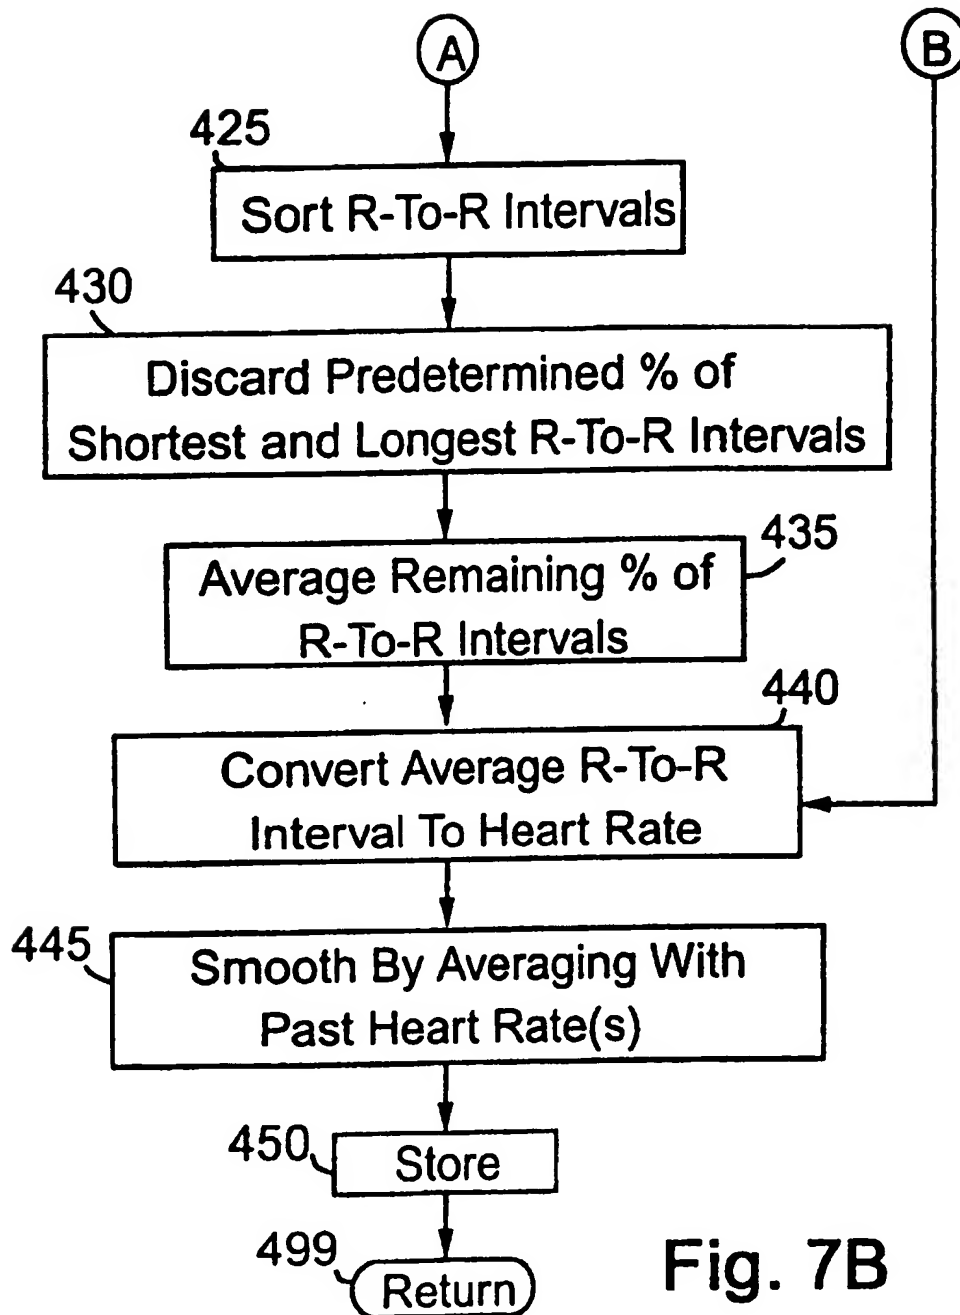 A
B
425
Sort R-To-R Intervals
430
Discard Predetermined % of
Shortest and Longest R-To-R Intervals
435
Average Remaining % of
R-To-R Intervals
440
Convert Average R-To-R
Interval To Heart Rate
445
Smooth By Averaging With
Past Heart Rate(s)
450
Store
499
Return
Fig. 7B